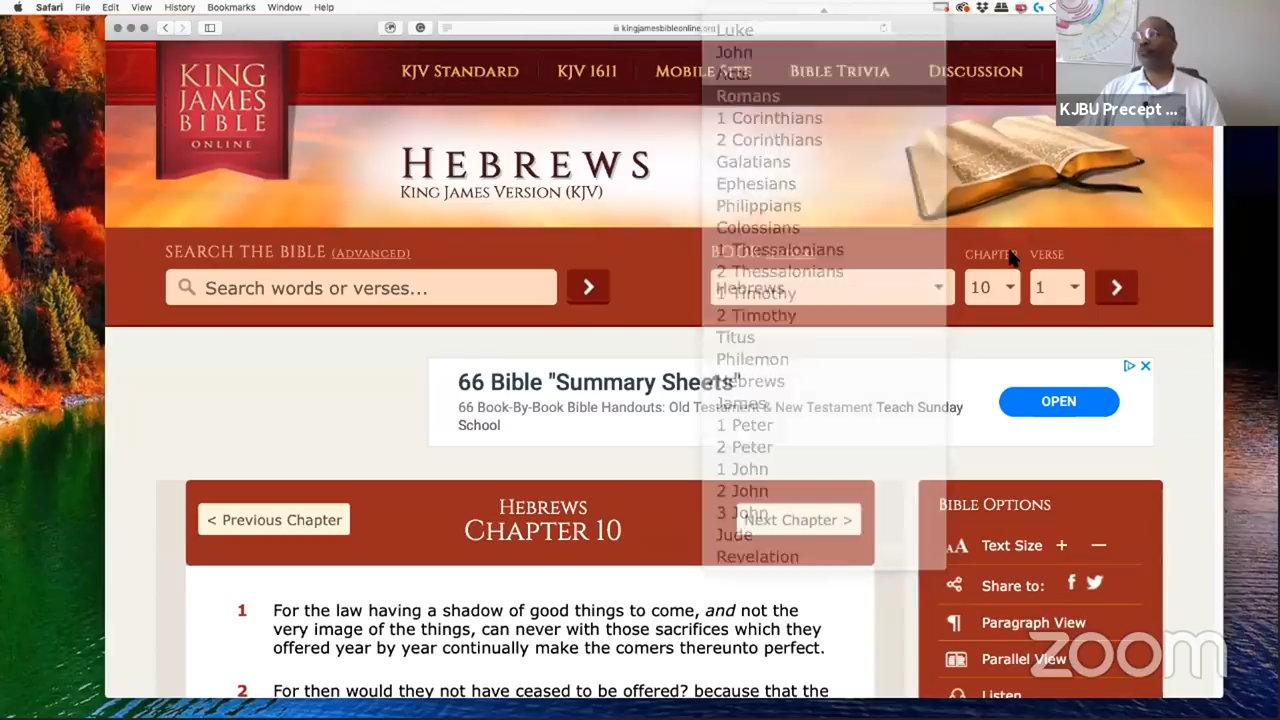 Safari File Edit View History Bookmarks Window Help
kingjamesbibleonline.org
KING
JAMES
BIBLE
ONLINE
KJV STANDARD KJV 1611 MOBILE SITE BIBLE TRIVIA DISCUSSION
KJBU Precept ...
HEBREWS
KING JAMES VERSION (KJV)
SEARCH THE BIBLE (ADVANCED)
Search words or verses...
BOOK
Hebrews
CHAPTER VERSE
10 1
Luke
John
Acts
Romans
1 Corinthians
2 Corinthians
Galatians
Ephesians
Philippians
Colossians
1 Thessalonians
2 Thessalonians
1 Timothy
2 Timothy
Titus
Philemon
Hebrews
James
1 Peter
2 Peter
1 John
2 John
3 John
Jude
Revelation
66 Bible "Summary Sheets"
66 Book-By-Book Bible Handouts: Old Testament & New Testament Teach Sunday
School
OPEN
< Previous Chapter
HEBREWS
CHAPTER 10
Next Chapter >
1 For the law having a shadow of good things to come, and not the
very image of the things, can never with those sacrifices which they
offered year by year continually make the comers thereunto perfect.
2 For then would they not have ceased to be offered? because that the
BIBLE OPTIONS
AA Text Size + —
Share to:
Paragraph View
Parallel View
Listen
zoom